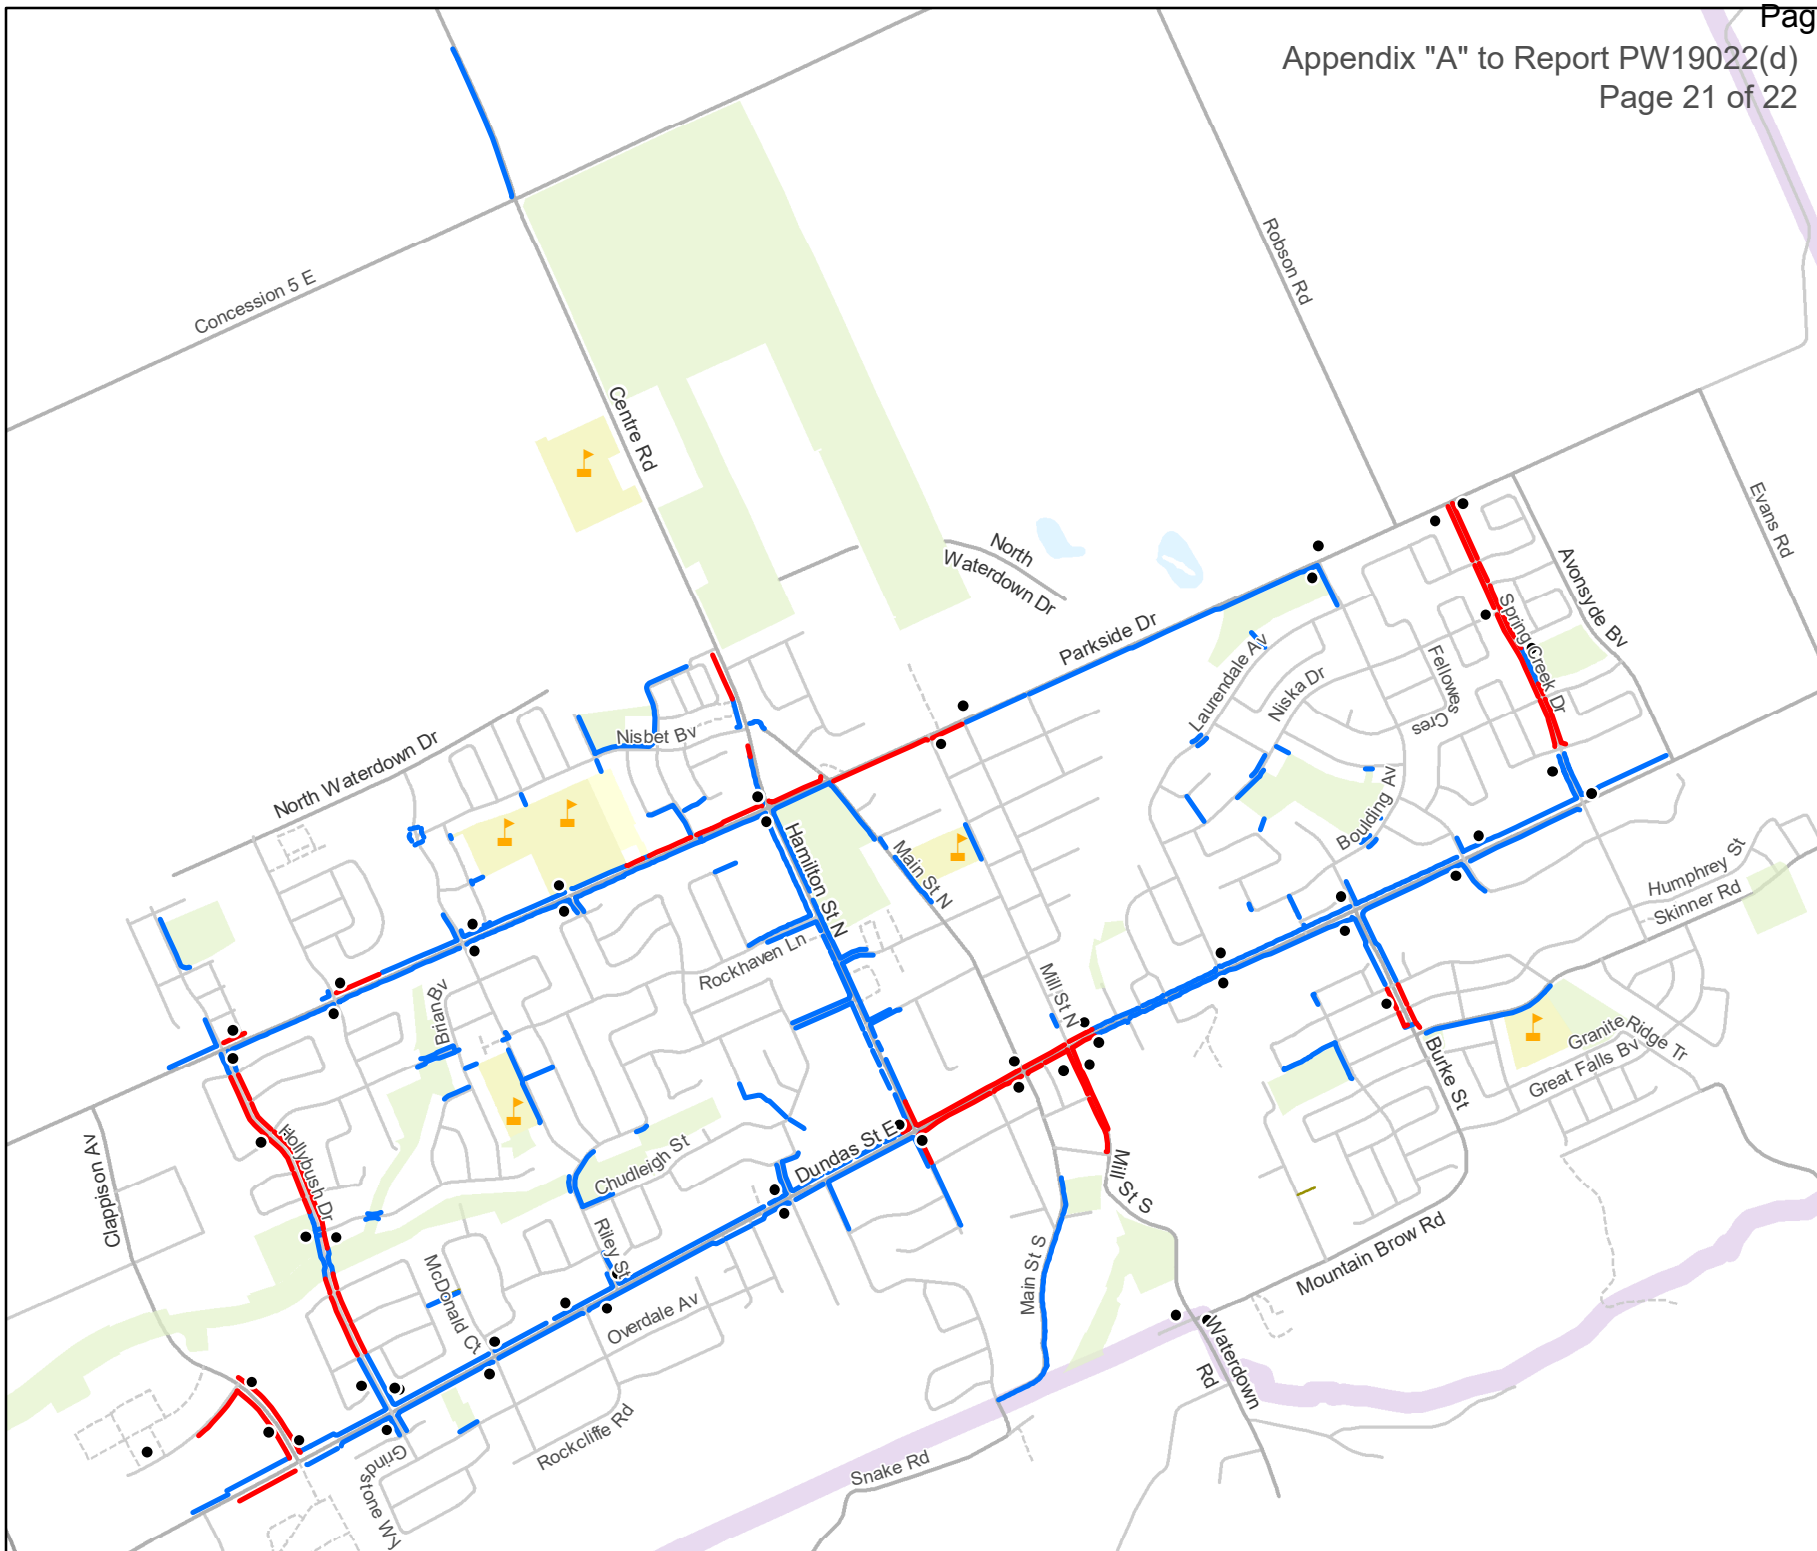 Pag
Appendix "A" to Report PW19022(d)
Page 21 of 22
Concession 5 E
Robson Rd
Centre Rd
Evans Rd
North
Waterdown Dr
Avonsyde Bv
Parkside Dr
Spring Creek Dr
Laurendale Av
Fellowes
Cres
Niska Dr
Nisbet Bv
North Waterdown Dr
Boulding Av
Hamilton St N
Main St N
Humphrey St
Skinner Rd
Rockhaven Ln
Mill St N
Brian Bv
Granite Ridge Tr
Great Falls Bv
Burke St
Hollybush Dr
Clappison Av
Chudleigh St
Dundas St E
Mill St S
Riley St
McDonald Ct
Main St S
Mountain Brow Rd
Overdale Av
Waterdown
Rd
Rockcliffe Rd
Snake Rd
Grindstone Wy